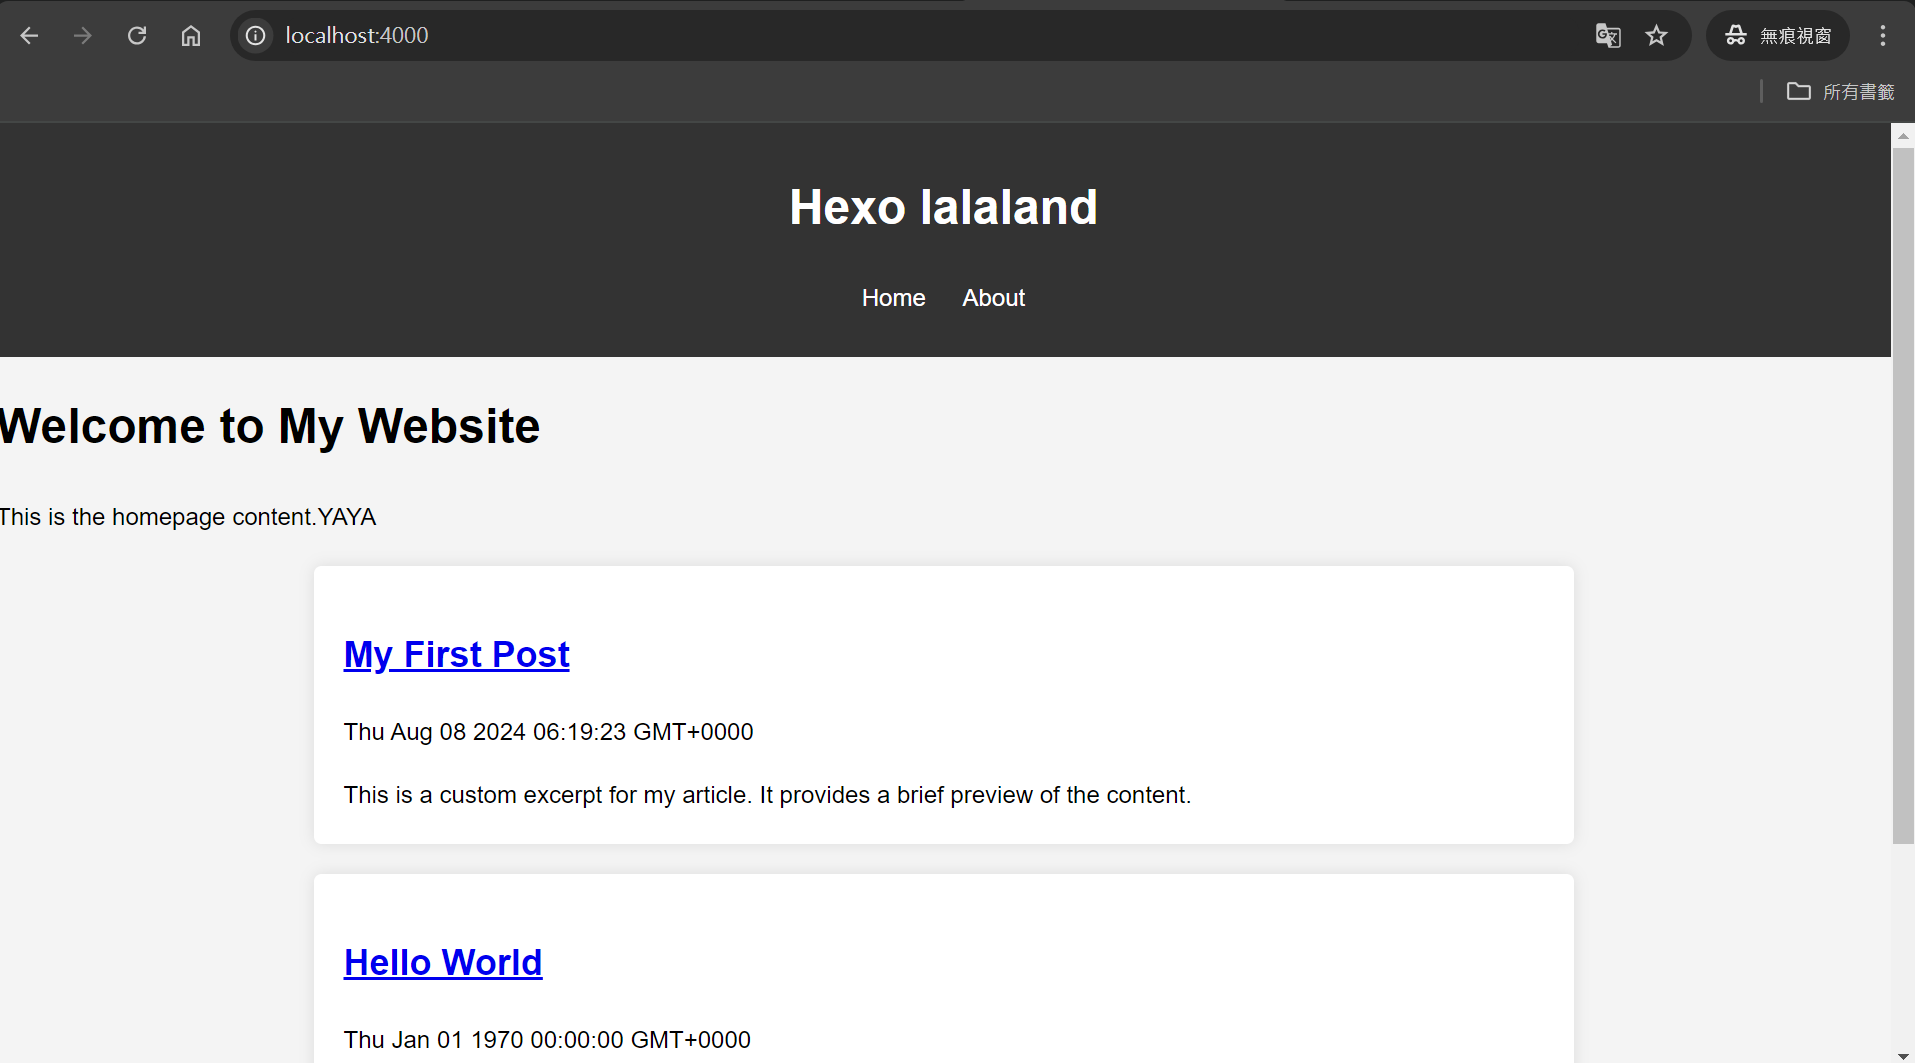 localhost:4000
無痕視窗
所有書籤
Hexo lalaland
Home About
Welcome to My Website
This is the homepage content.YAYA
My First Post
Thu Aug 08 2024 06:19:23 GMT+0000
This is a custom excerpt for my article. It provides a brief preview of the content.
Hello World
Thu Jan 01 1970 00:00:00 GMT+0000